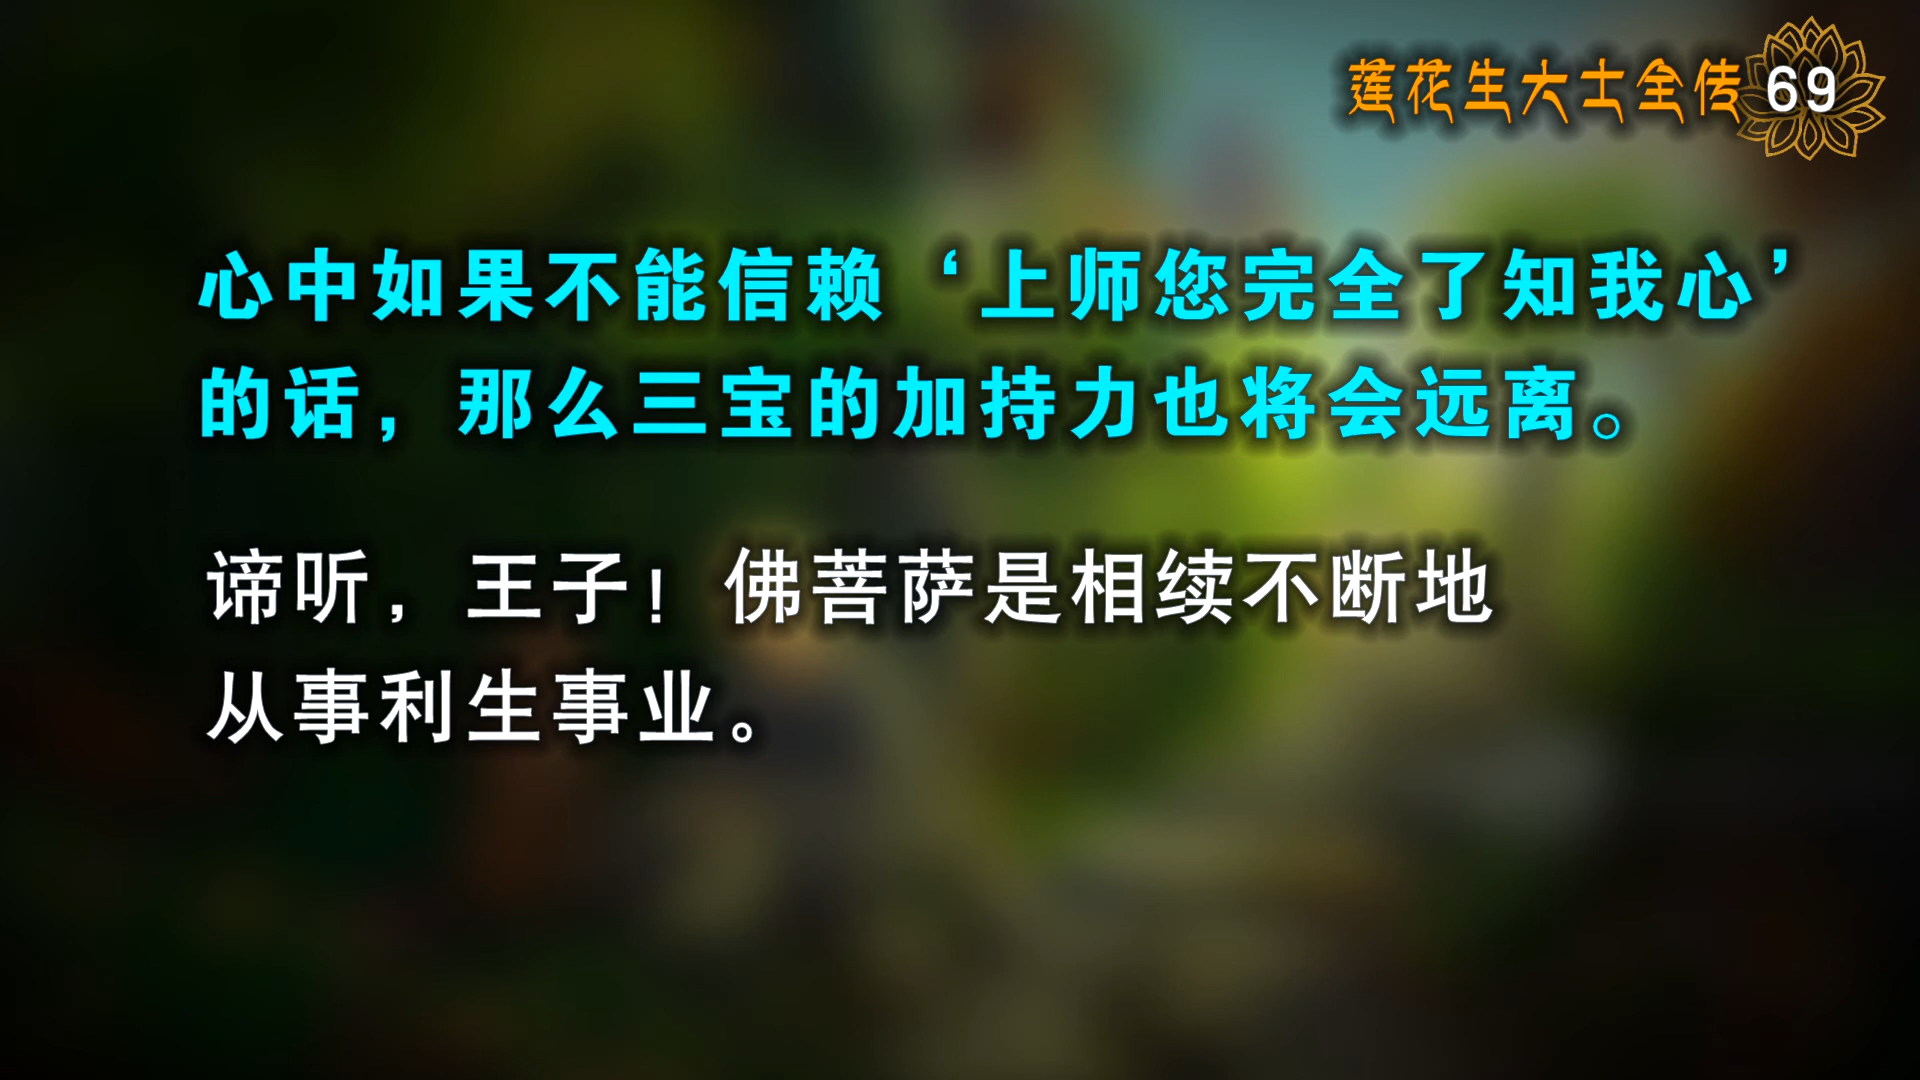 莲花生大士全传 69
心中如果不能信赖‘上师您完全了知我心’
的话，那么三宝的加持力也将会远离。
谛听，王子！佛菩萨是相续不断地
从事利生事业。